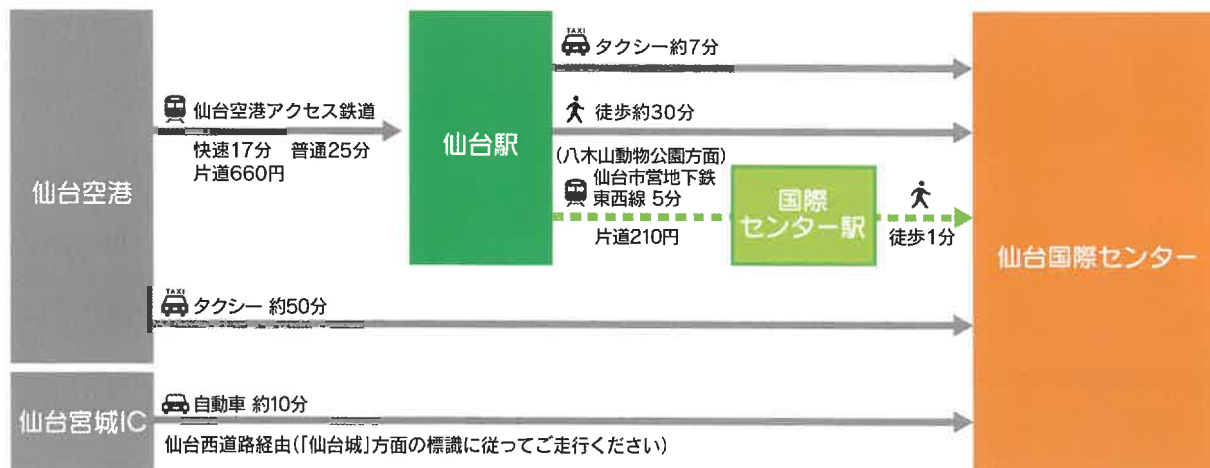 仙台空港
仙台空港アクセス鉄道
快速17分 普通25分
片道660円
仙台駅
TAXI
タクシー約7分
徒歩約30分
(八木山動物公園方面)
仙台市営地下鉄
東西線 5分
片道210円
国際
センター駅
徒歩1分
仙台国際センター
TAXI
タクシー 約50分
仙台宮城IC
自動車 約10分
仙台西道路経由(「仙台城」方面の標識に従ってご走行ください)